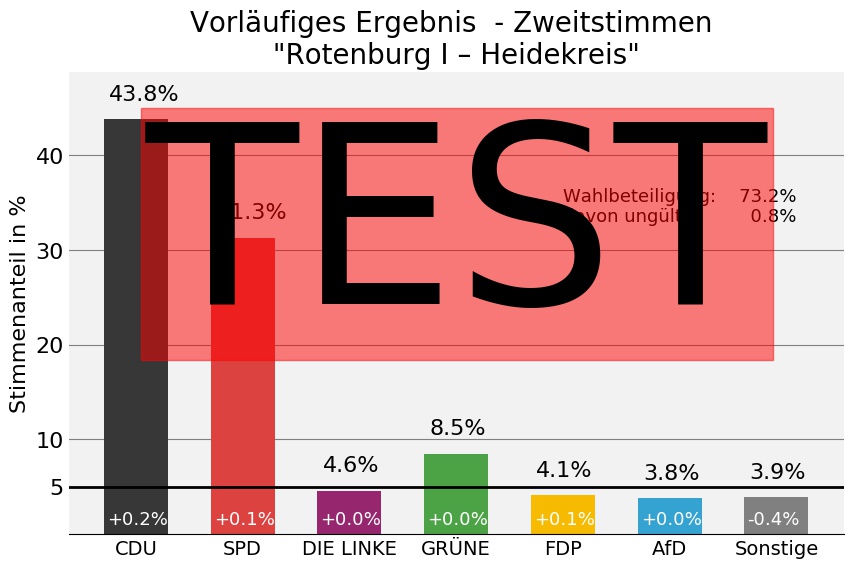 Vorläufiges Ergebnis - Zweitstimmen
"Rotenburg I – Heidekreis"
Stimmenanteil in %
40
30
20
10
5
43.8%
8.5%
4.6%
4.1%
3.8%
3.9%
TEST
Wahlbeteiligung: 73.2%
0.8%
+0.2%
+0.1%
+0.0%
+0.0%
+0.1%
+0.0%
-0.4%
CDU
SPD
DIE LINKE
GRÜNE
FDP
AfD
Sonstige